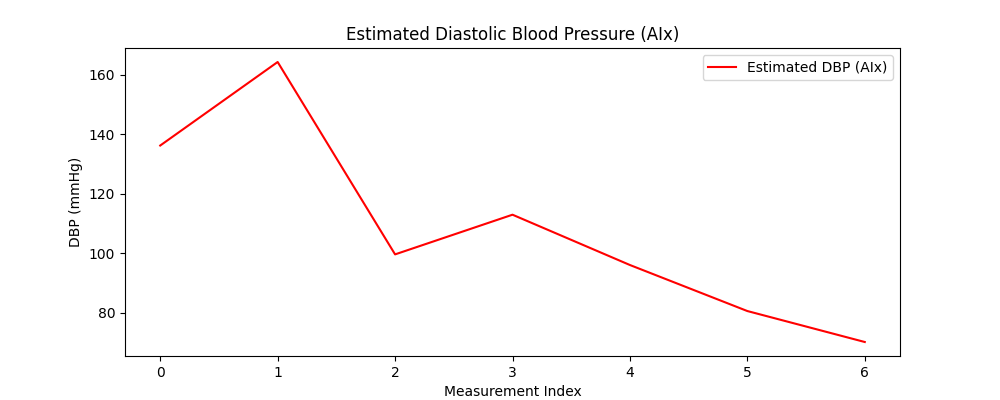 Estimated Diastolic Blood Pressure (AIx)
Estimated DBP (AIx)
DBP (mmHg)
160
140
120
100
80
0 1 2 3 4 5 6
Measurement Index